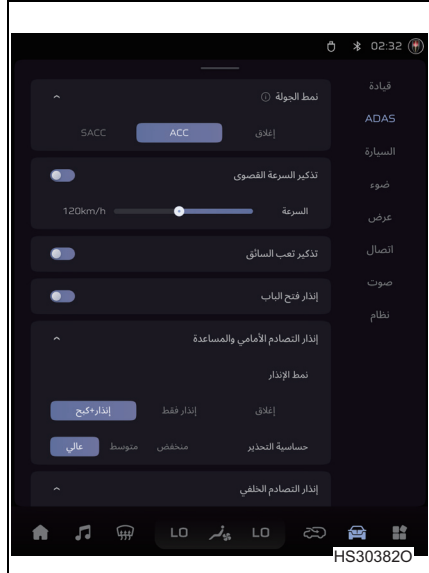 02:32
قيادة
ADAS
السيارة
ضوء
عرض
اتصال
صوت
نظام
نمط الجولة
إغلاق ACC SACC
تذكير السرعة القصوى
السرعة 120km/h
تذكير تعب السائق
إنذار فتح الباب
إنذار التصادم الأمامي والمساعدة
نمط الإنذار
إغلاق إنذار فقط إنذار+كبح
حساسية التحذير منخفض متوسط عالي
إنذار التصادم الخلفي
LO LO
HS30382O